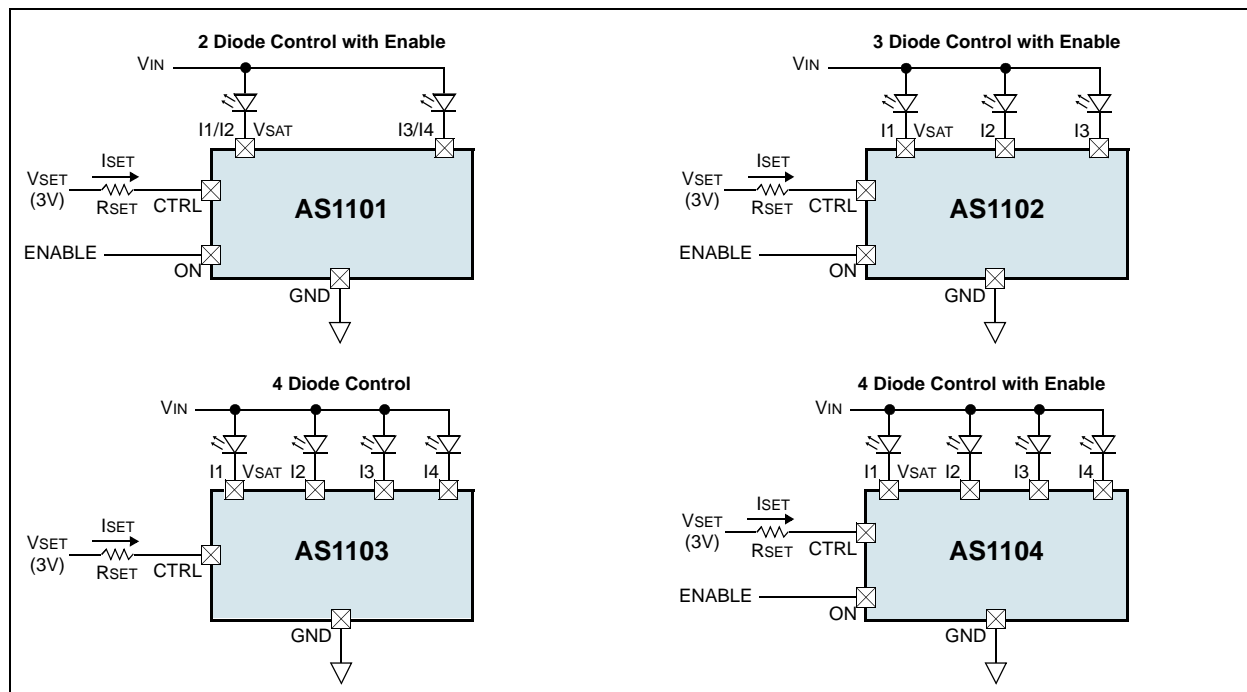 2 Diode Control with Enable
VIN
I1/I2 VSAT I3/I4
ISET
VSET
(3V)
RSET CTRL
AS1101
ENABLE
ON
GND
3 Diode Control with Enable
VIN
I1 VSAT I2 I3
ISET
VSET
(3V)
RSET CTRL
AS1102
ENABLE
ON
GND
4 Diode Control
VIN
I1 VSAT I2 I3 I4
ISET
VSET
(3V)
RSET CTRL
AS1103
GND
4 Diode Control with Enable
VIN
I1 VSAT I2 I3 I4
ISET
VSET
(3V)
RSET CTRL
AS1104
ENABLE
ON
GND